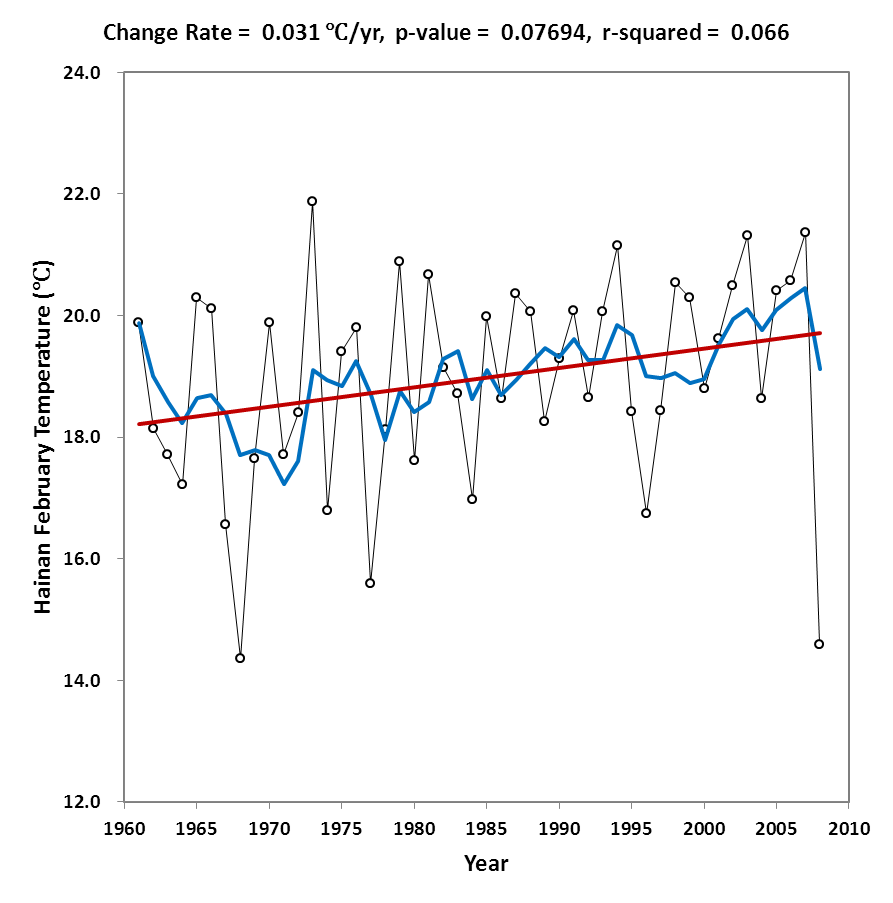 Change Rate = 0.031 ℃/yr, p-value = 0.07694, r-squared = 0.066
24.0
22.0
20.0
18.0
16.0
14.0
12.0
Hainan February Temperature (℃)
1960 1965 1970 1975 1980 1985 1990 1995 2000 2005 2010
Year